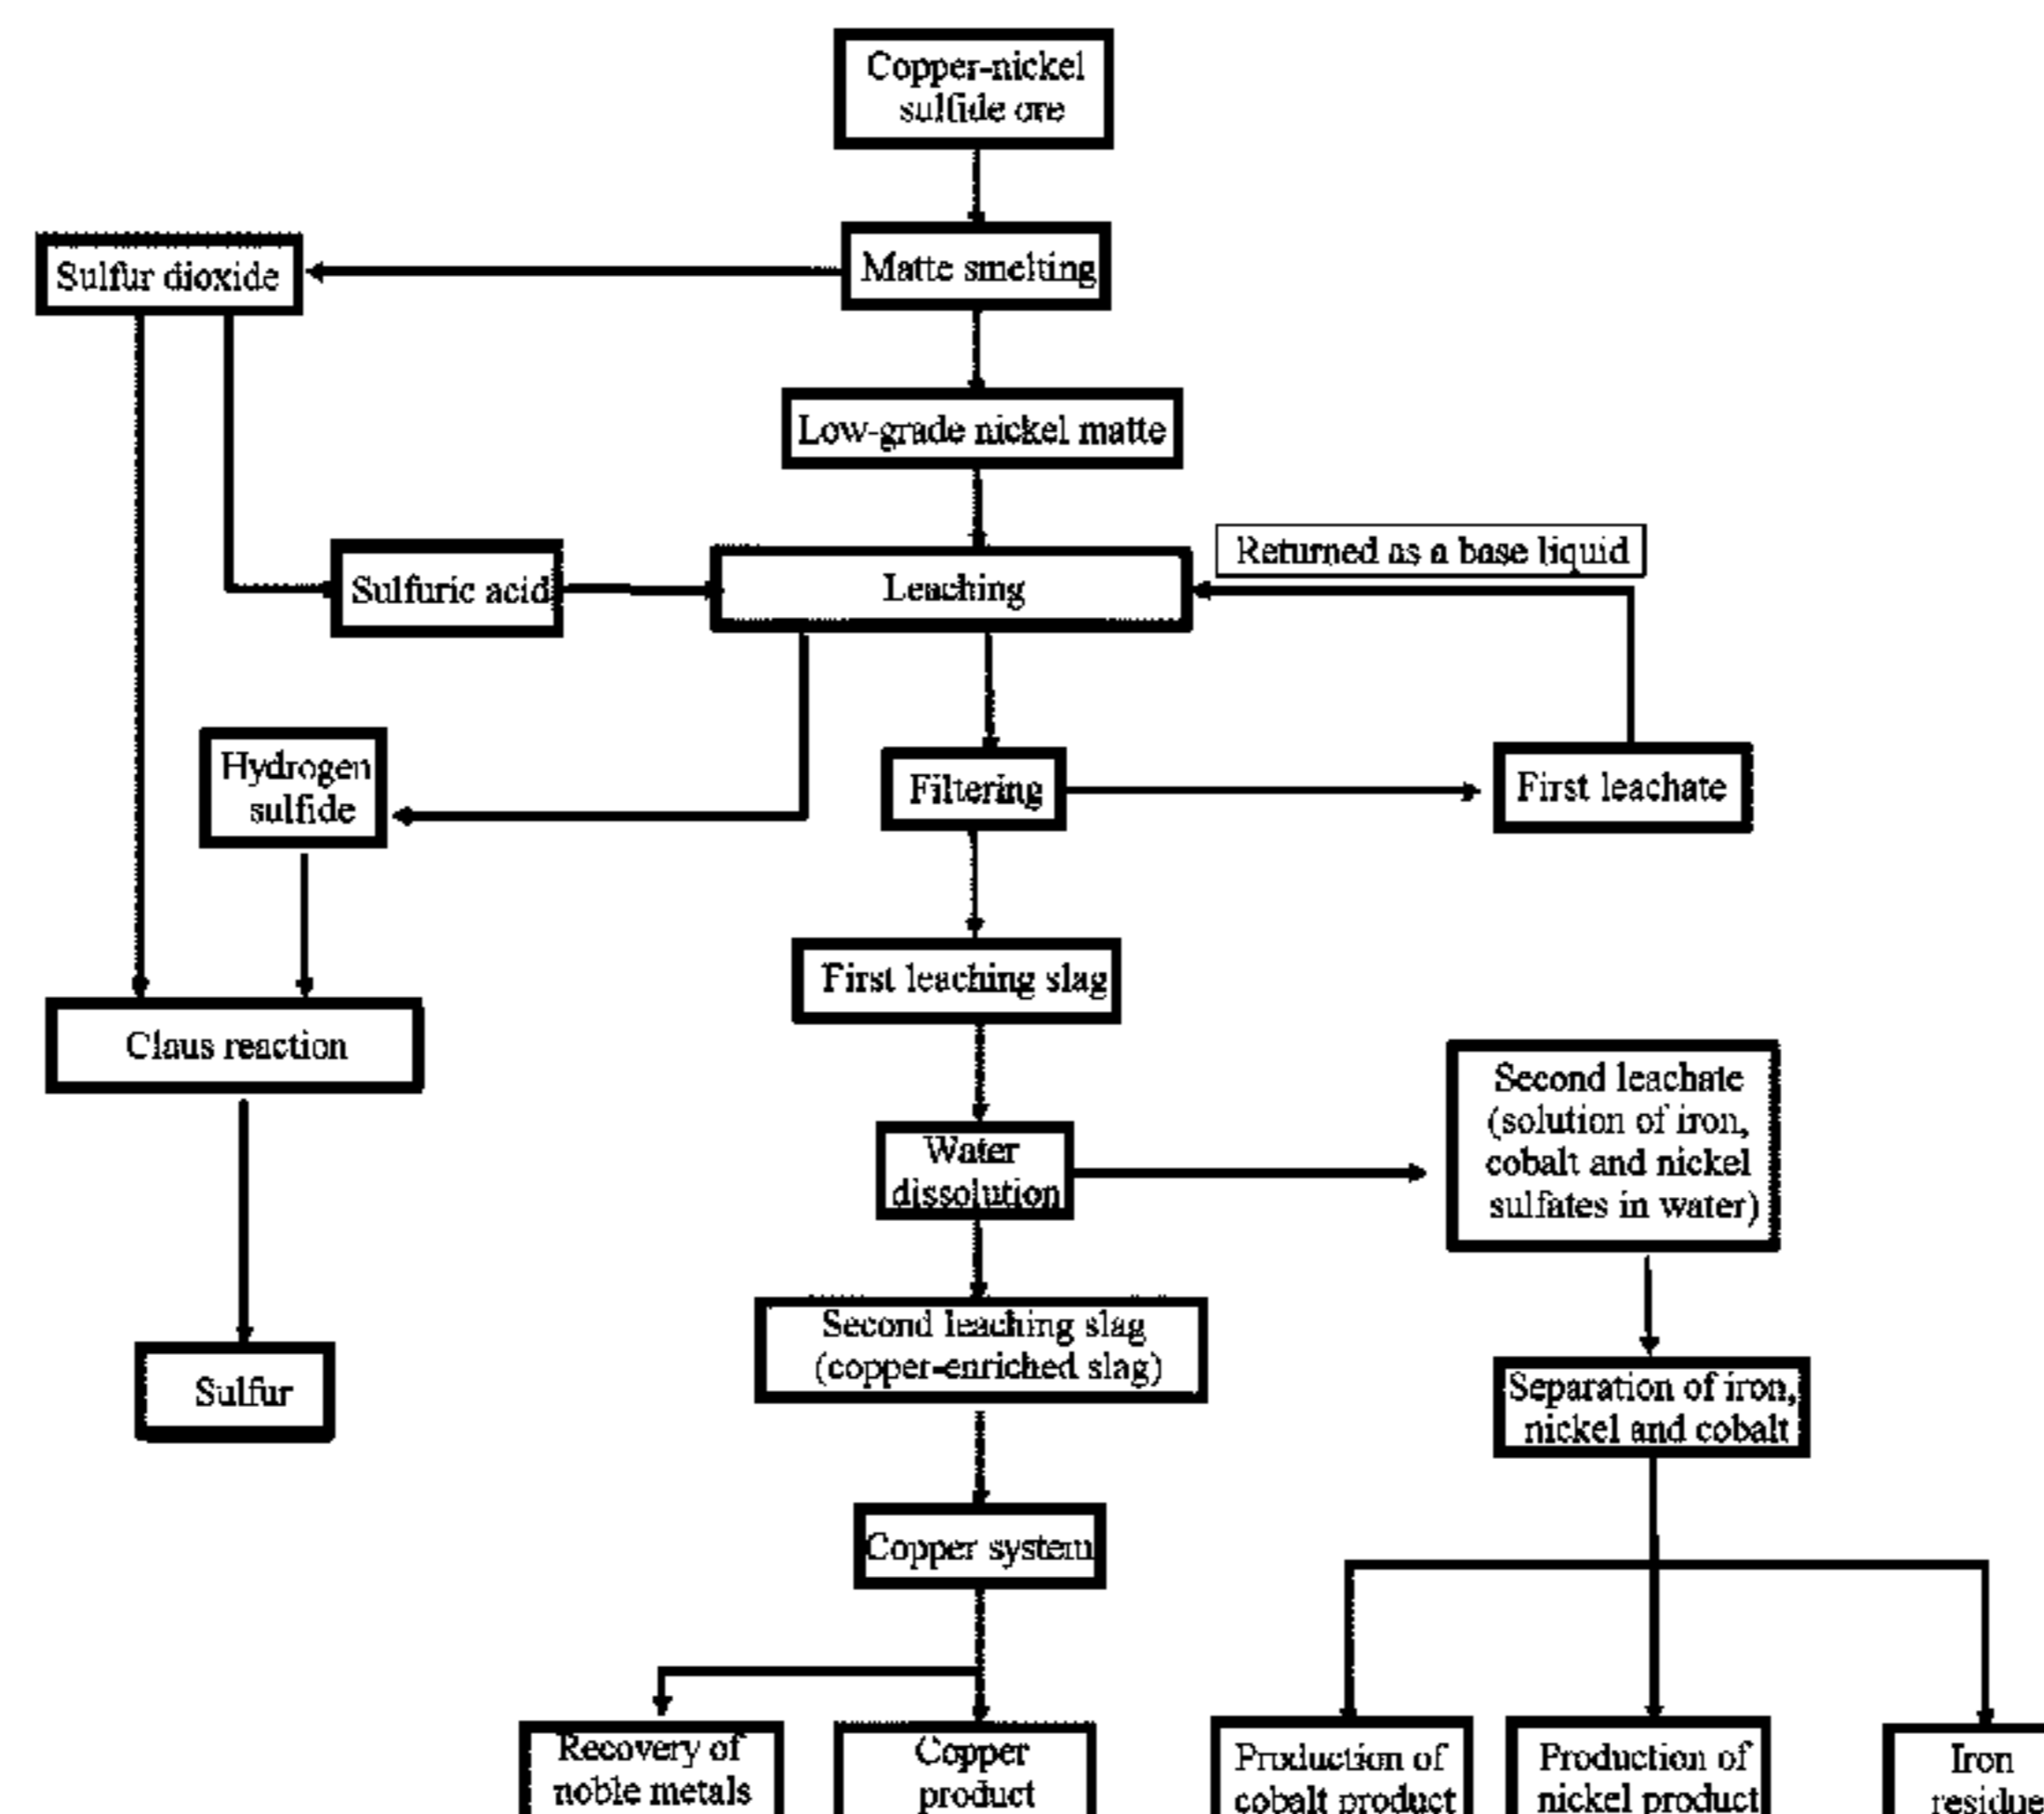 Copper-nickel
sulfide ore
Sulfur dioxide
Matte smelting
Low-grade nickel matte
Returned as a base liquid
Sulfuric acid
Leaching
Hydrogen
sulfide
Filtering
First leachate
First leaching slag
Claus reaction
Second leachate
(solution of iron,
cobalt and nickel
sulfates in water)
Water
dissolution
Second leaching slag
(copper-enriched slag)
Sulfur
Separation of iron,
nickel and cobalt
Copper system
Recovery of
noble metals
Copper
product
Production of
cobalt product
Production of
nickel product
Iron
residue